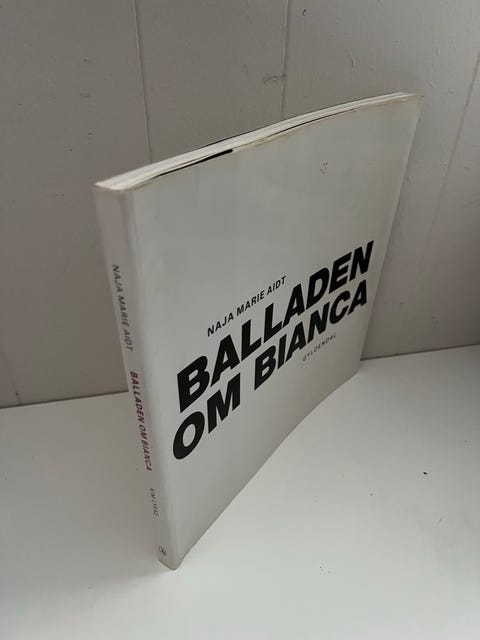 NAJA MARIE AIDT
BALLADEN
OM BIANCA
GYLDENDAL
NAJA MARIE AIDT BALLADEN OM BIANCA